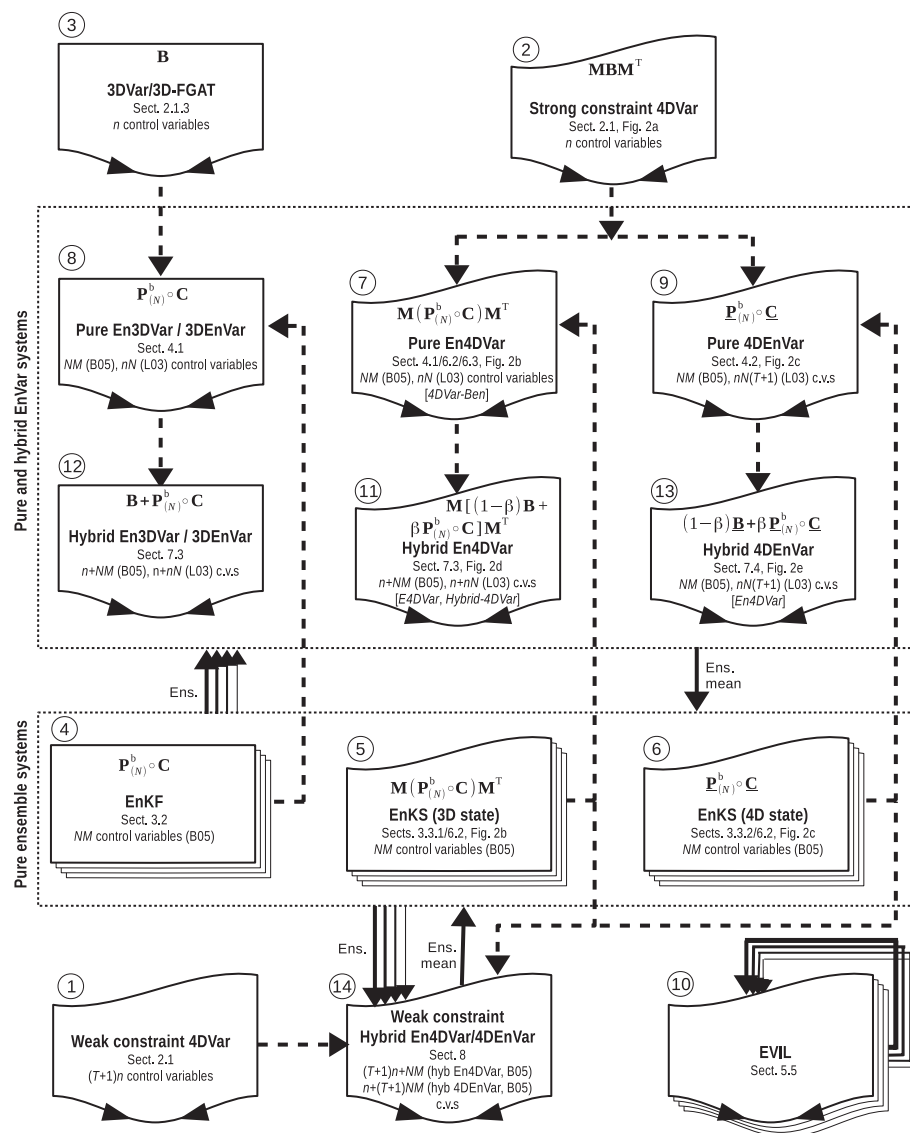 3
B
3DVar/3D-FGAT
Sect. 2.1.3
n control variables
2
MBM^T
Strong constraint 4DVar
Sect. 2.1, Fig. 2a
n control variables
Pure and hybrid EnVar systems
8
P^b_(N)∘C
Pure En3DVar / 3DEnVar
Sect. 4.1
NM (B05), nN (L03) control variables
7
M(P^b_(N)∘C)M^T
Pure En4DVar
Sect. 4.1/6.2/6.3, Fig. 2b
NM (B05), nN (L03) control variables
[4DVar-Ben]
9
P^b_(N)∘C
Pure 4DEnVar
Sect. 4.2, Fig. 2c
NM (B05), nN(T+1) (L03) c.v.s
12
B+P^b_(N)∘C
Hybrid En3DVar / 3DEnVar
Sect. 7.3
n+NM (B05), n+nN (L03) c.v.s
11
M[(1−β)B+
βP^b_(N)∘C]M^T
Hybrid En4DVar
Sect. 7.3, Fig. 2d
n+NM (B05), n+nN (L03) c.v.s
[E4DVar, Hybrid-4DVar]
13
(1−β)B+βP^b_(N)∘C
Hybrid 4DEnVar
Sect. 7.4, Fig. 2e
NM (B05), nN(T+1) (L03) c.v.s
[En4DVar]
Ens.
Ens.
mean
Pure ensemble systems
4
P^b_(N)∘C
EnKF
Sect. 3.2
NM control variables (B05)
5
M(P^b_(N)∘C)M^T
EnKS (3D state)
Sects. 3.3.1/6.2, Fig. 2b
NM control variables (B05)
6
P^b_(N)∘C
EnKS (4D state)
Sects. 3.3.2/6.2, Fig. 2c
NM control variables (B05)
Ens.
Ens.
mean
1
Weak constraint 4DVar
Sect. 2.1
(T+1)n control variables
14
Weak constraint
Hybrid En4DVar/4DEnVar
Sect. 8
(T+1)n+NM (hyb En4DVar, B05)
n+(T+1)NM (hyb 4DEnVar, B05)
c.v.s
10
EVIL
Sect. 5.5